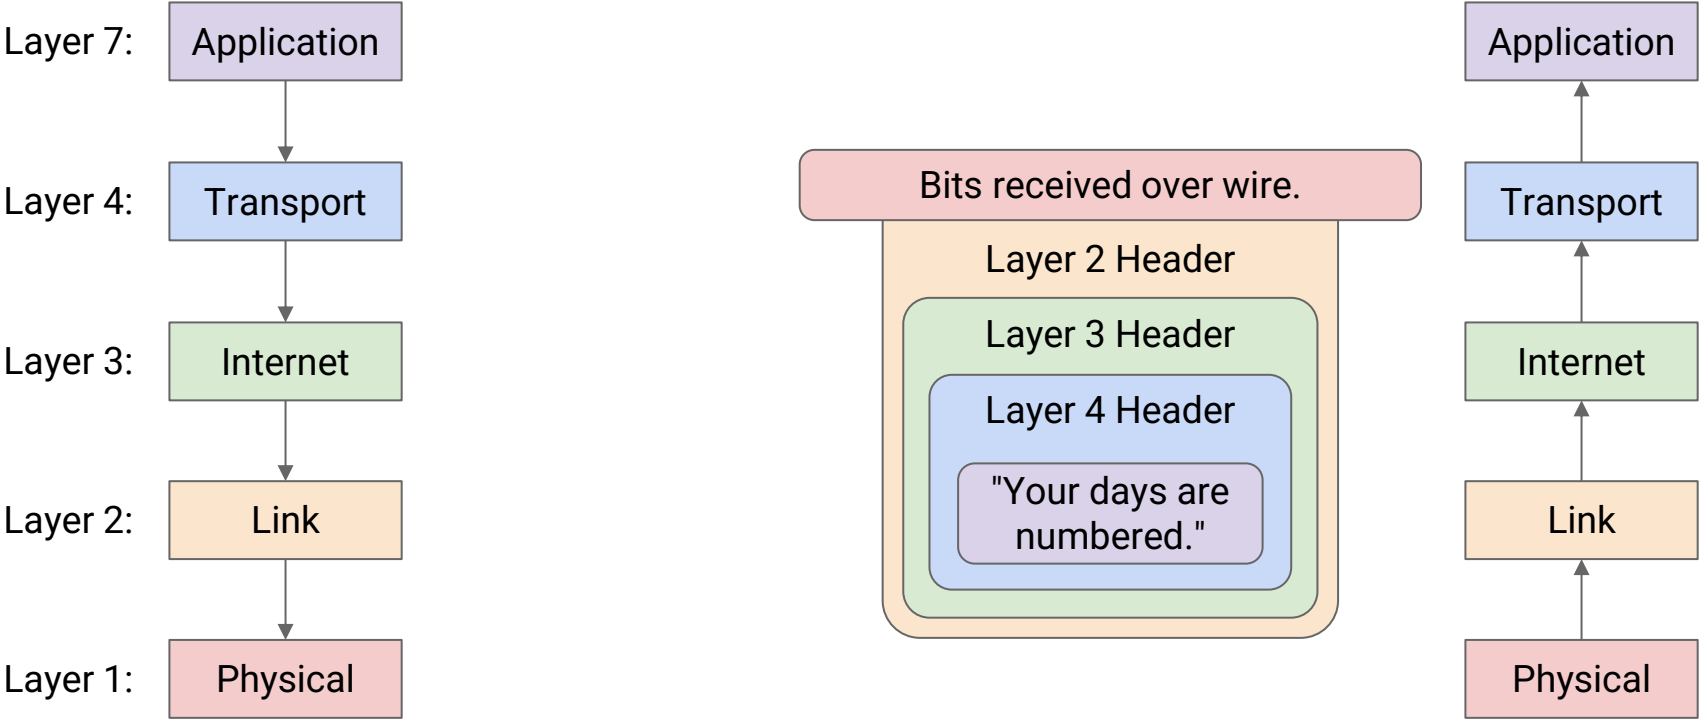 Layer 7:
Application
Layer 4:
Transport
Layer 3:
Internet
Layer 2:
Link
Layer 1:
Physical
Bits received over wire.
Layer 2 Header
Layer 3 Header
Layer 4 Header
"Your days are
numbered."
Application
Transport
Internet
Link
Physical